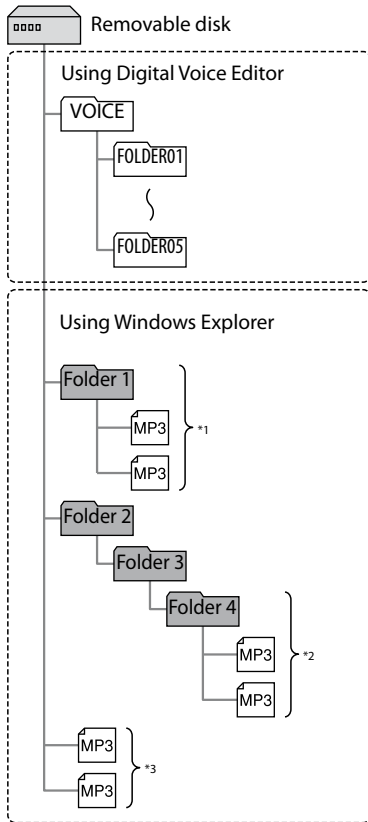 Removable disk
Using Digital Voice Editor
VOICE
FOLDER01
FOLDER05
Using Windows Explorer
Folder 1
MP3
*1
MP3
Folder 2
Folder 3
Folder 4
MP3
*2
MP3
MP3
*3
MP3